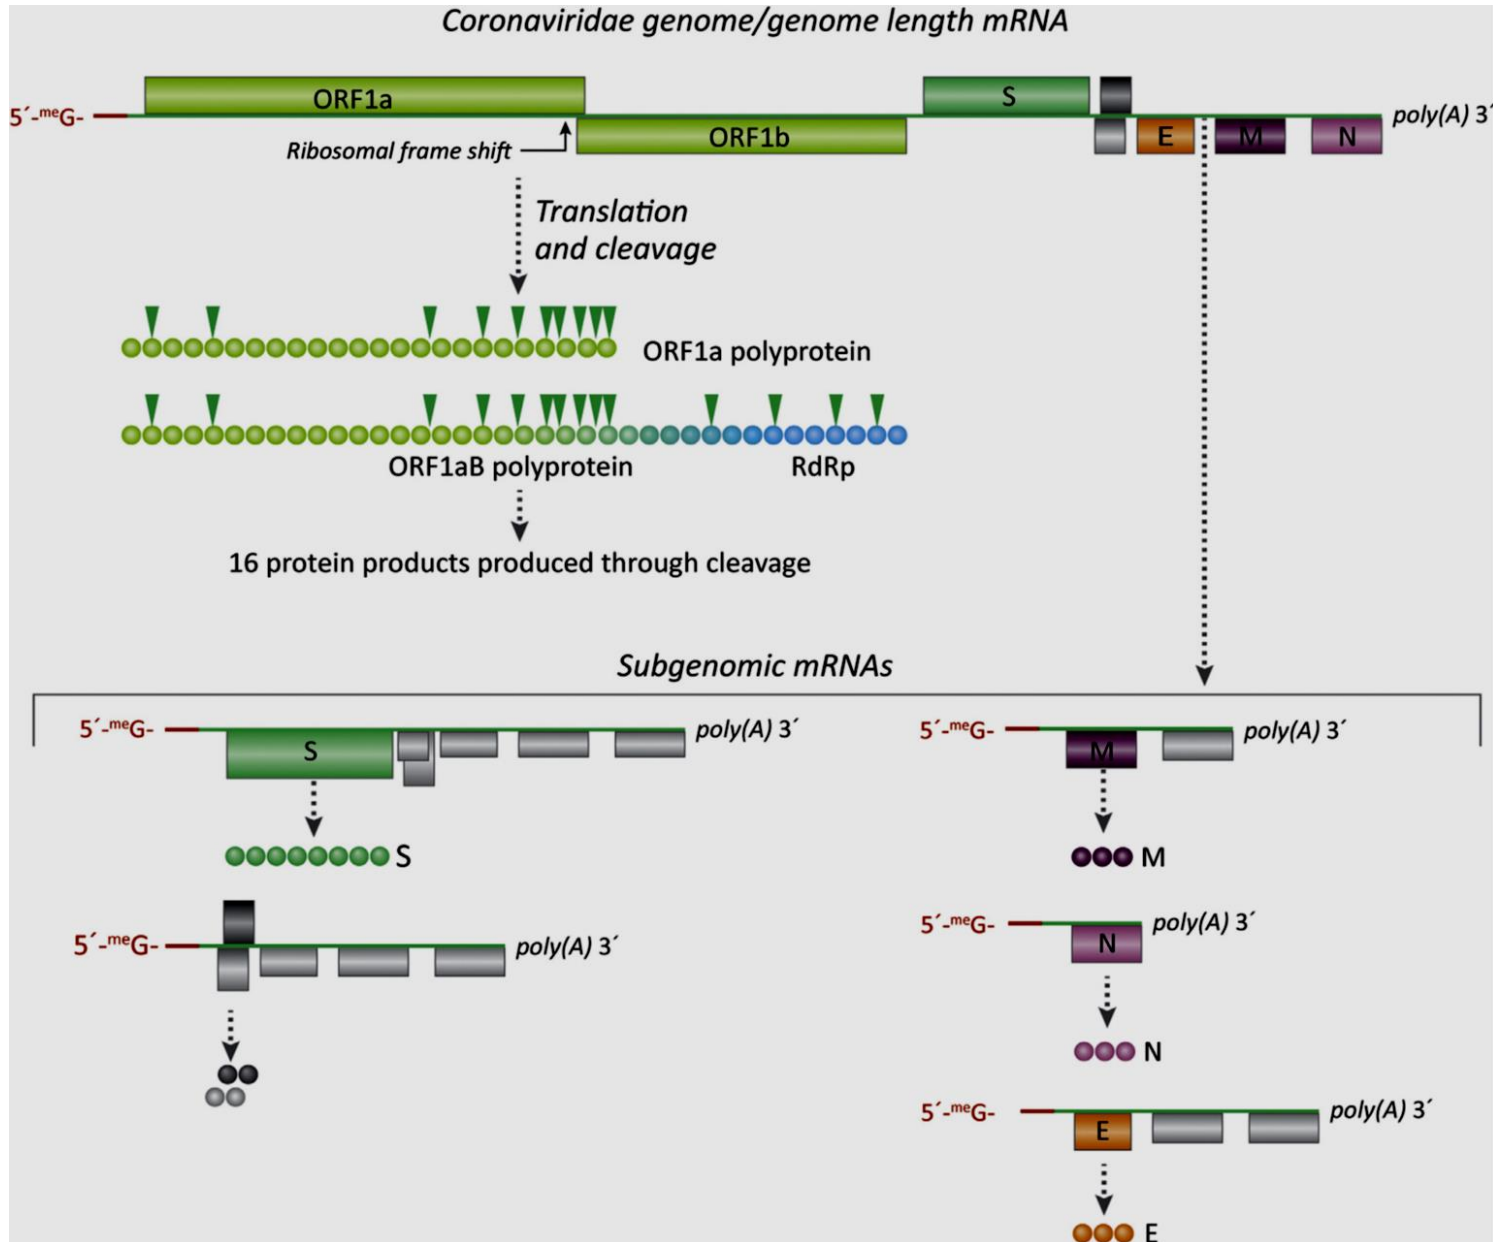 Coronaviridae genome/genome length mRNA
ORF1a
S
5´-meG-
poly(A) 3´
ORF1b
E
M
N
Ribosomal frame shift
Translation
and cleavage
ORF1a polyprotein
ORF1aB polyprotein
RdRp
16 protein products produced through cleavage
Subgenomic mRNAs
5´-meG-
poly(A) 3´
S
S
5´-meG-
poly(A) 3´
5´-meG-
poly(A) 3´
M
M
5´-meG-
poly(A) 3´
N
N
5´-meG-
poly(A) 3´
E
E